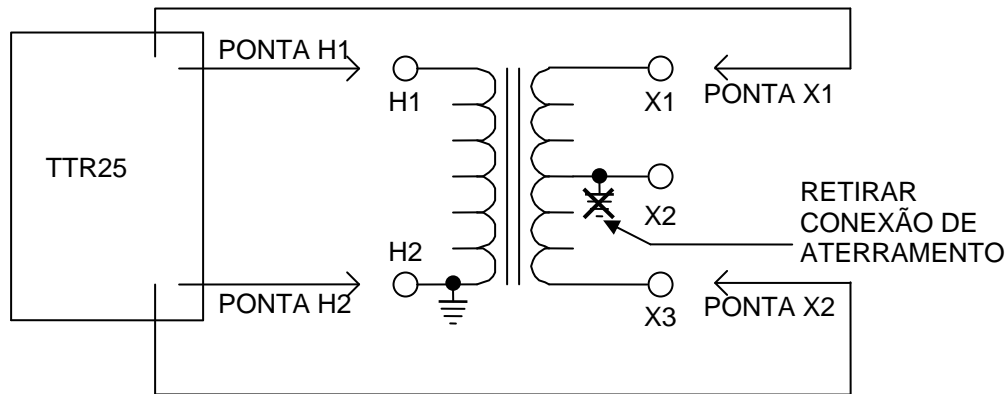 PONTA H1
H1
X1
PONTA X1
TTR25
X2
RETIRAR
CONEXÃO DE
ATERRAMENTO
H2
PONTA H2
X3
PONTA X2